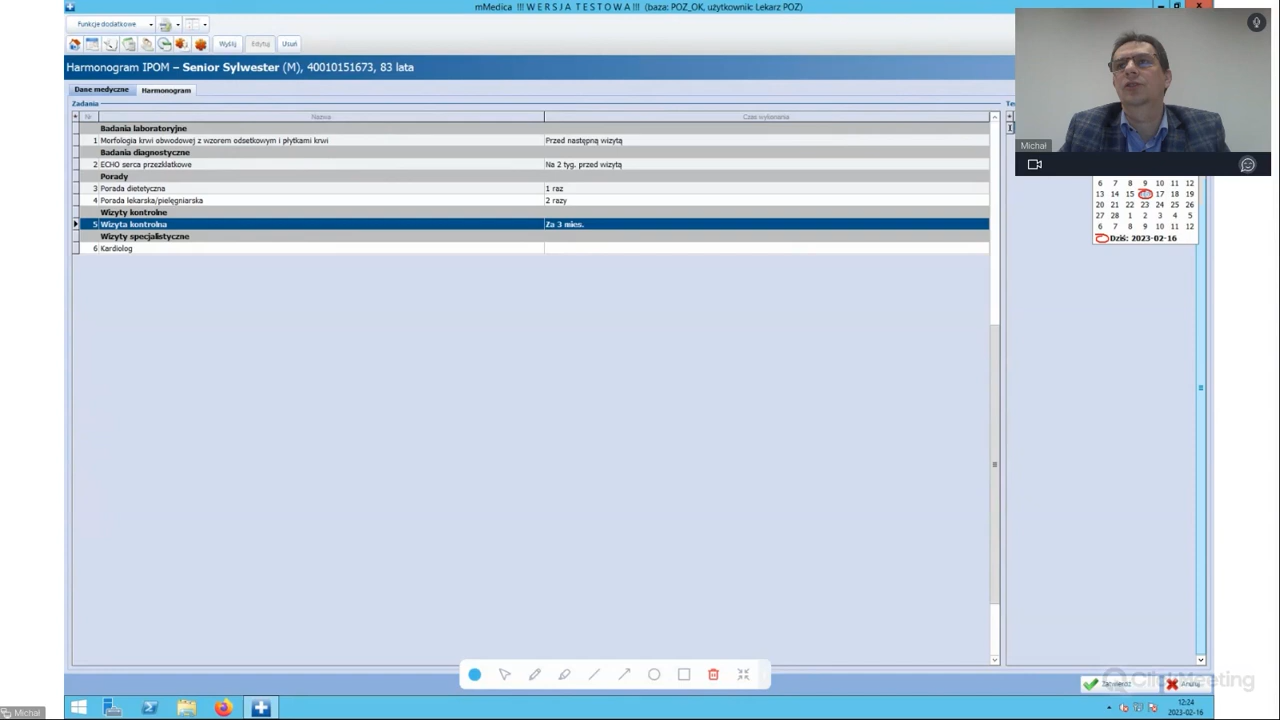 mMedica !!! W E R S J A T E S T O W A !!! (baza: POZ_OK, użytkownik: Lekarz POZ)
Funkcje dodatkowe
Wyślij Edytuj Usuń
Harmonogram IPOM – Senior Sylwester (M), 40010151673, 83 lata
Dane medyczne Harmonogram
Zadania
Nr Nazwa Czas wykonania
Badania laboratoryjne
1 Morfologia krwi obwodowej z wzorem odsetkowym i płytkami krwi Przed następną wizytą
Badania diagnostyczne
2 ECHO serca przezklatkowe Na 2 tyg. przed wizytą
Porady
3 Porada dietetyczna 1 raz
4 Porada lekarska/pielęgniarska 2 razy
Wizyty kontrolne
5 Wizyta kontrolna Za 3 mies.
Wizyty specjalistyczne
6 Kardiolog
Michał
6 7 8 9 10 11 12
13 14 15 16 17 18 19
20 21 22 23 24 25 26
27 28 1 2 3 4 5
6 7 8 9 10 11 12
Dziś: 2023-02-16
Zatwierdź
Anuluj
ClickMeeting
12:24
2023-02-16
Michał